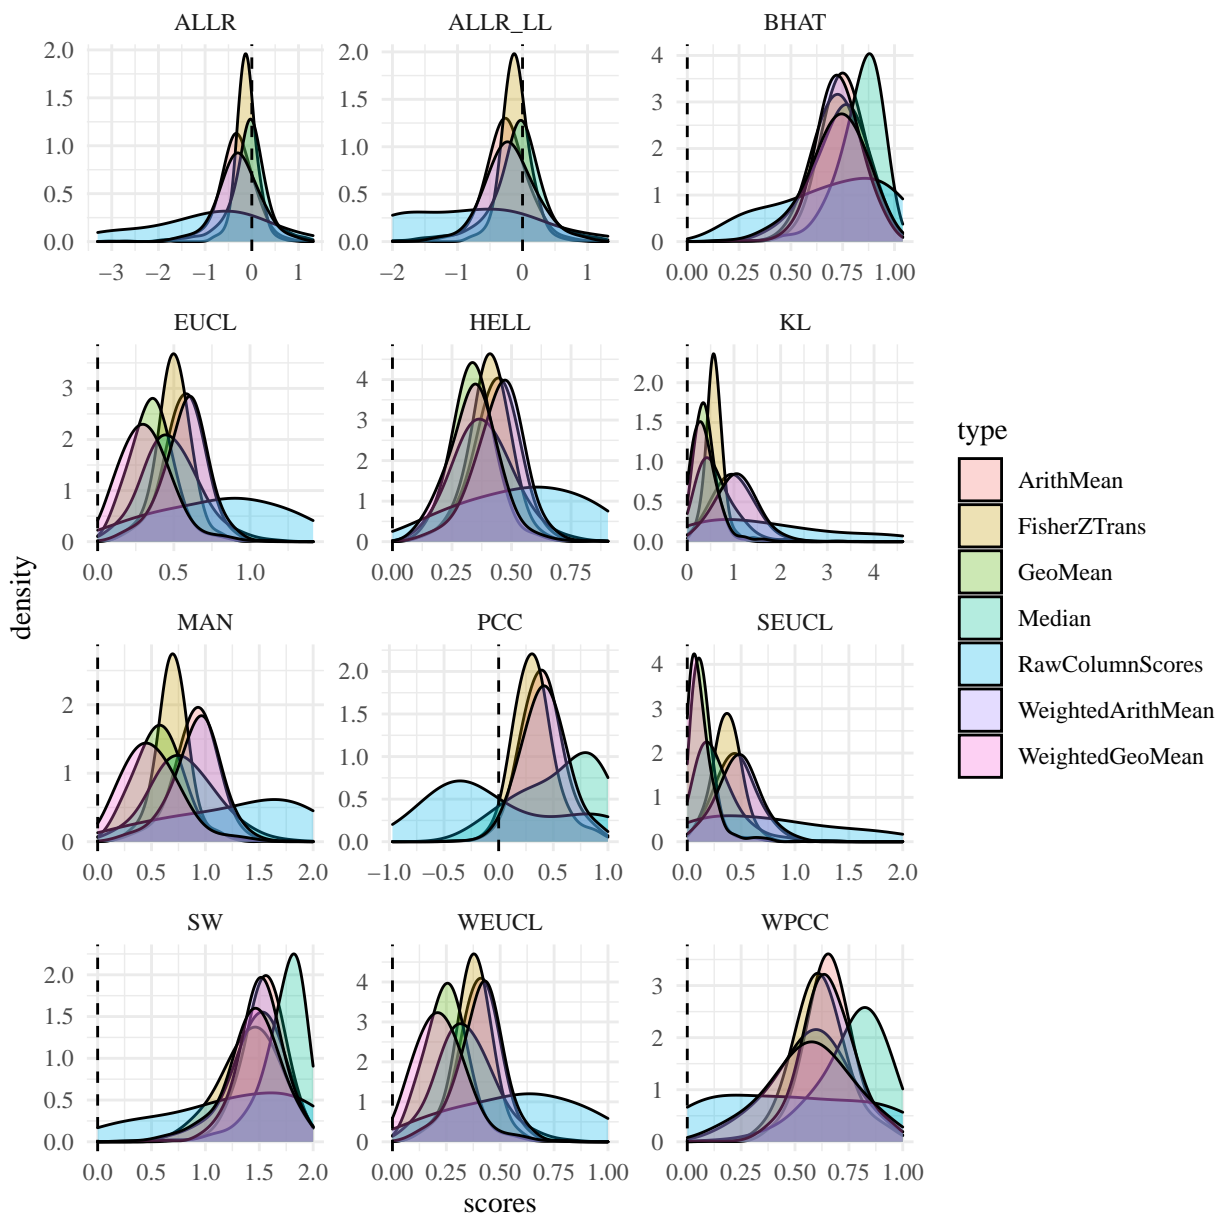 ALLR ALLR_LL BHAT
2.0 2.0 4
1.5 1.5 3
1.0 1.0 2
0.5 0.5 1
0.0 0.0 0
−3 −2 −1 0 1 −2 −1 0 1 0.00 0.25 0.50 0.75 1.00
EUCL HELL KL
3 4 2.0
2 3 1.5
1 2 1.0
0 1 0.5
0 0.0
0.0 0.5 1.0 0.00 0.25 0.50 0.75 0 1 2 3 4
MAN PCC SEUCL
2 2.0 4
1 1.5 3
0 1.0 2
0.5 1
0.0 0
0.0 0.5 1.0 1.5 2.0 −1.0 −0.5 0.0 0.5 1.0 0.0 0.5 1.0 1.5 2.0
SW WEUCL WPCC
2.0 4 3
1.5 3 2
1.0 2 1
0.5 1 0
0.0 0
0.0 0.5 1.0 1.5 2.0 0.00 0.25 0.50 0.75 1.00 0.00 0.25 0.50 0.75 1.00
scores
density
type
ArithMean
FisherZTrans
GeoMean
Median
RawColumnScores
WeightedArithMean
WeightedGeoMean